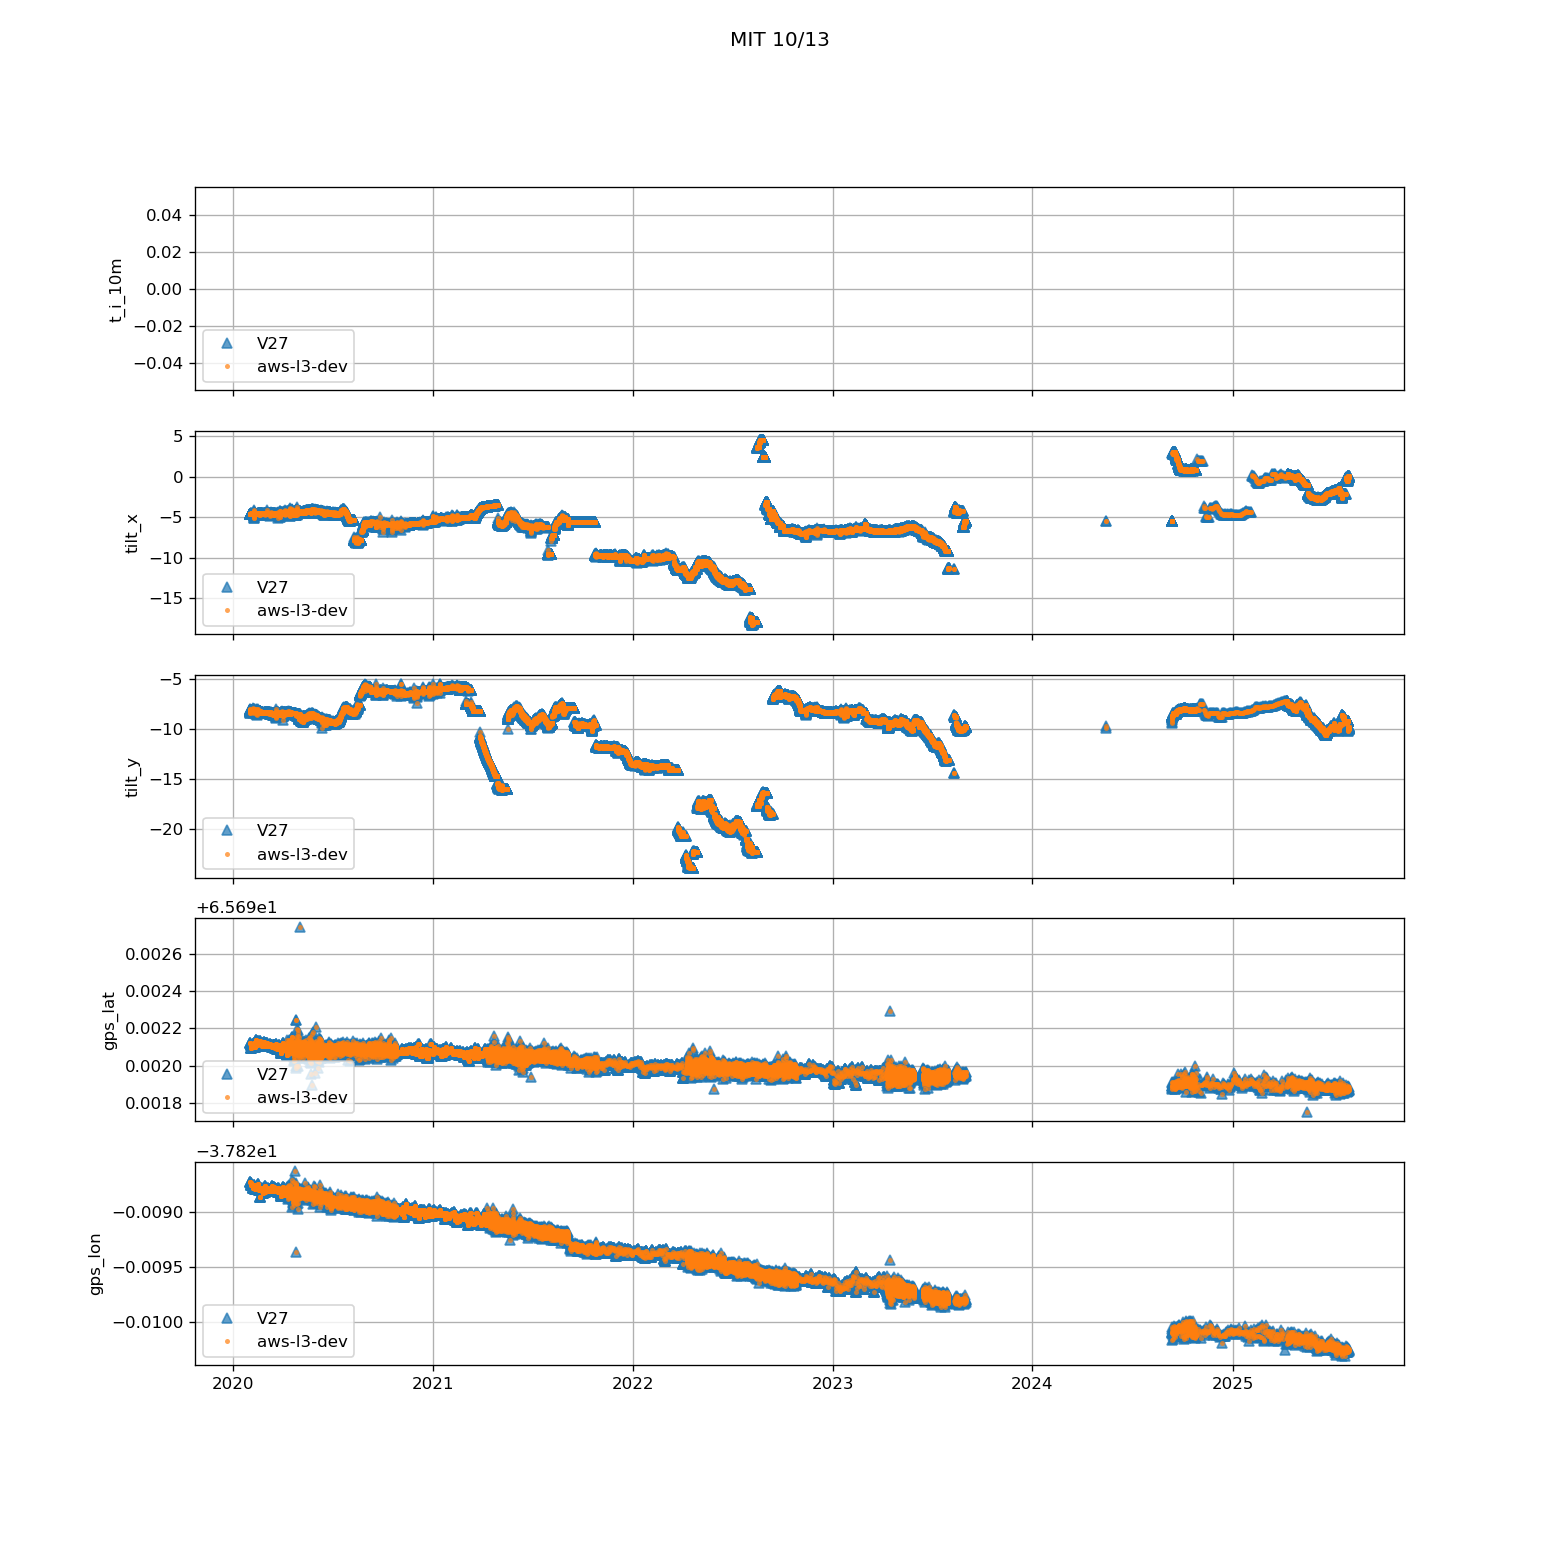 MIT 10/13
0.04
0.02
0.00
−0.02
−0.04
t_i_10m
V27
aws-l3-dev
5
0
−5
−10
−15
tilt_x
V27
aws-l3-dev
−5
−10
−15
−20
tilt_y
V27
aws-l3-dev
+6.569e1
0.0026
0.0024
0.0022
0.0020
0.0018
gps_lat
V27
aws-l3-dev
−3.782e1
−0.0090
−0.0095
−0.0100
gps_lon
V27
aws-l3-dev
2020 2021 2022 2023 2024 2025